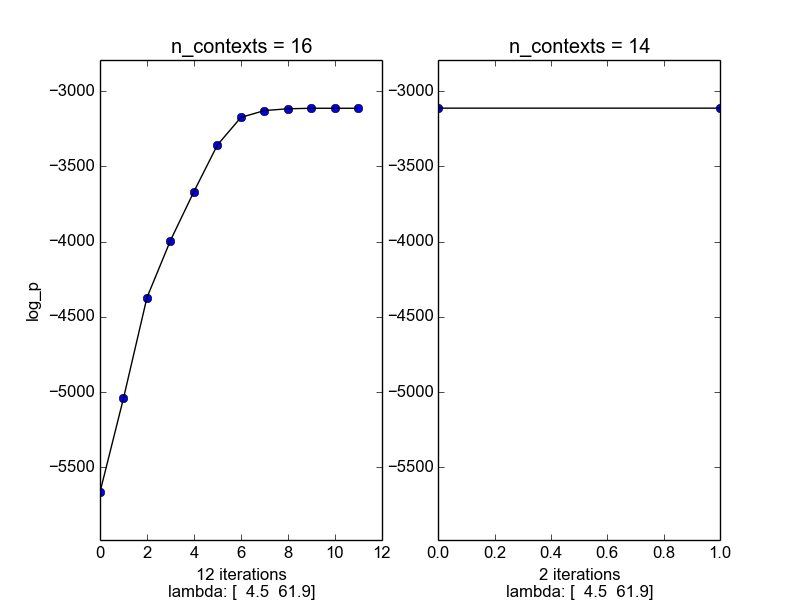 n_contexts = 16
n_contexts = 14
log_p
−3000
−3500
−4000
−4500
−5000
−5500
0 2 4 6 8 10 12
12 iterations
lambda: [  4.5  61.9]
−3000
−3500
−4000
−4500
−5000
−5500
0.0 0.2 0.4 0.6 0.8 1.0
2 iterations
lambda: [  4.5  61.9]